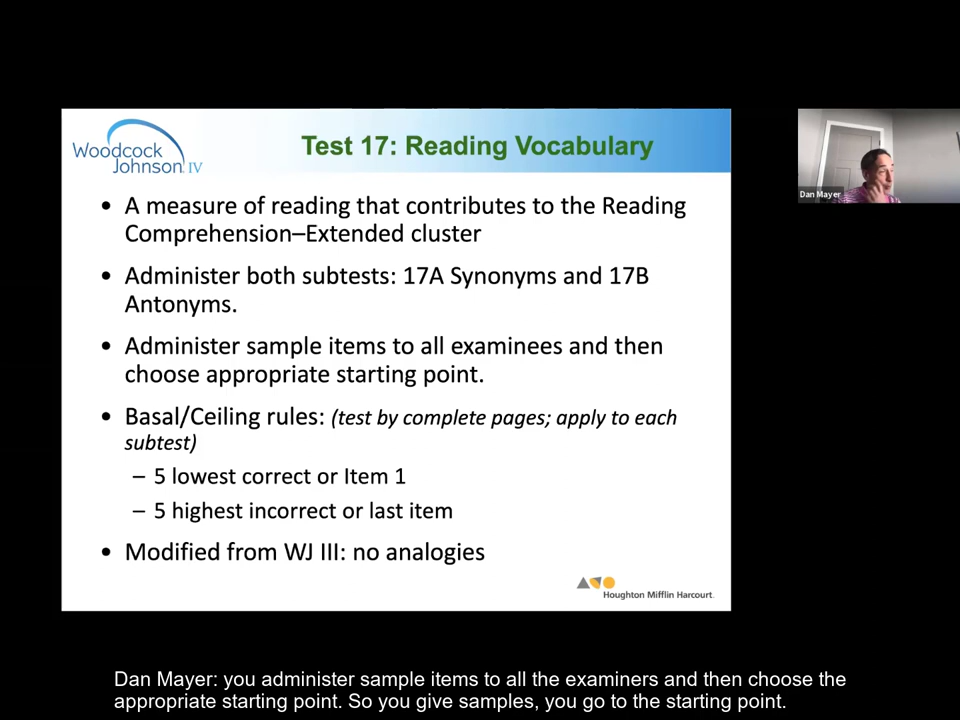 Woodcock
Johnson IV
Test 17: Reading Vocabulary
Dan Mayer
• A measure of reading that contributes to the Reading
Comprehension–Extended cluster
• Administer both subtests: 17A Synonyms and 17B
Antonyms.
• Administer sample items to all examinees and then
choose appropriate starting point.
• Basal/Ceiling rules: (test by complete pages; apply to each
subtest)
– 5 lowest correct or Item 1
– 5 highest incorrect or last item
• Modified from WJ III: no analogies
Houghton Mifflin Harcourt.
Dan Mayer: you administer sample items to all the examiners and then choose the
appropriate starting point. So you give samples, you go to the starting point.